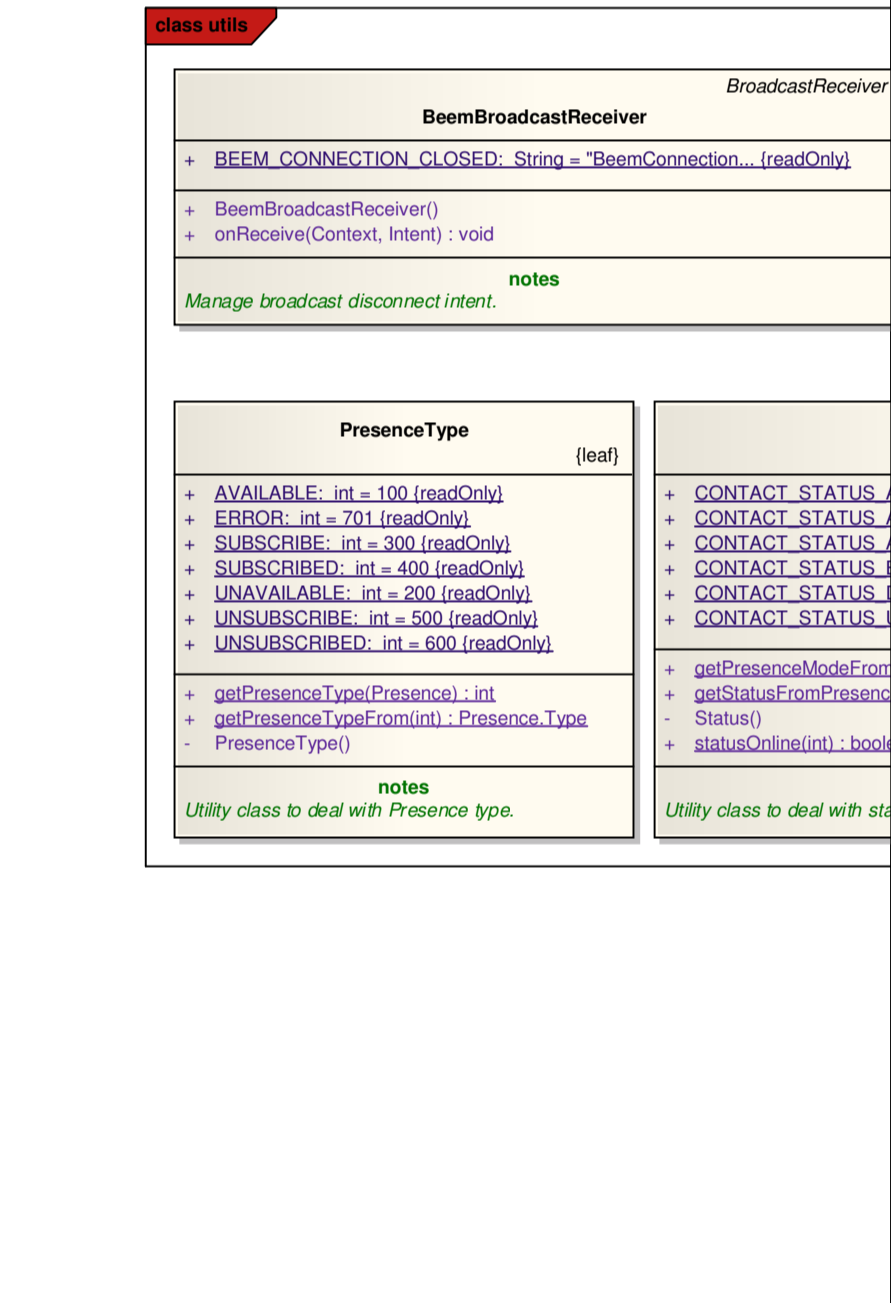 class utils
BroadcastReceiver
BeemBroadcastReceiver
+ BEEM_CONNECTION_CLOSED: String = "BeemConnection... {readOnly}
+ BeemBroadcastReceiver()
+ onReceive(Context, Intent) : void
notes
Manage broadcast disconnect intent.
PresenceType
{leaf}
+ AVAILABLE: int = 100 {readOnly}
+ ERROR: int = 701 {readOnly}
+ SUBSCRIBE: int = 300 {readOnly}
+ SUBSCRIBED: int = 400 {readOnly}
+ UNAVAILABLE: int = 200 {readOnly}
+ UNSUBSCRIBE: int = 500 {readOnly}
+ UNSUBSCRIBED: int = 600 {readOnly}
+ getPresenceType(Presence) : int
+ getPresenceTypeFrom(int) : Presence.Type
- PresenceType()
notes
Utility class to deal with Presence type.
+ CONTACT_STATUS_
+ CONTACT_STATUS_
+ CONTACT_STATUS_
+ CONTACT_STATUS_
+ CONTACT_STATUS_
+ CONTACT_STATUS_
+ getPresenceModeFrom
+ getStatusFromPresenc
- Status()
+ statusOnline(int) : boole
Utility class to deal with sta